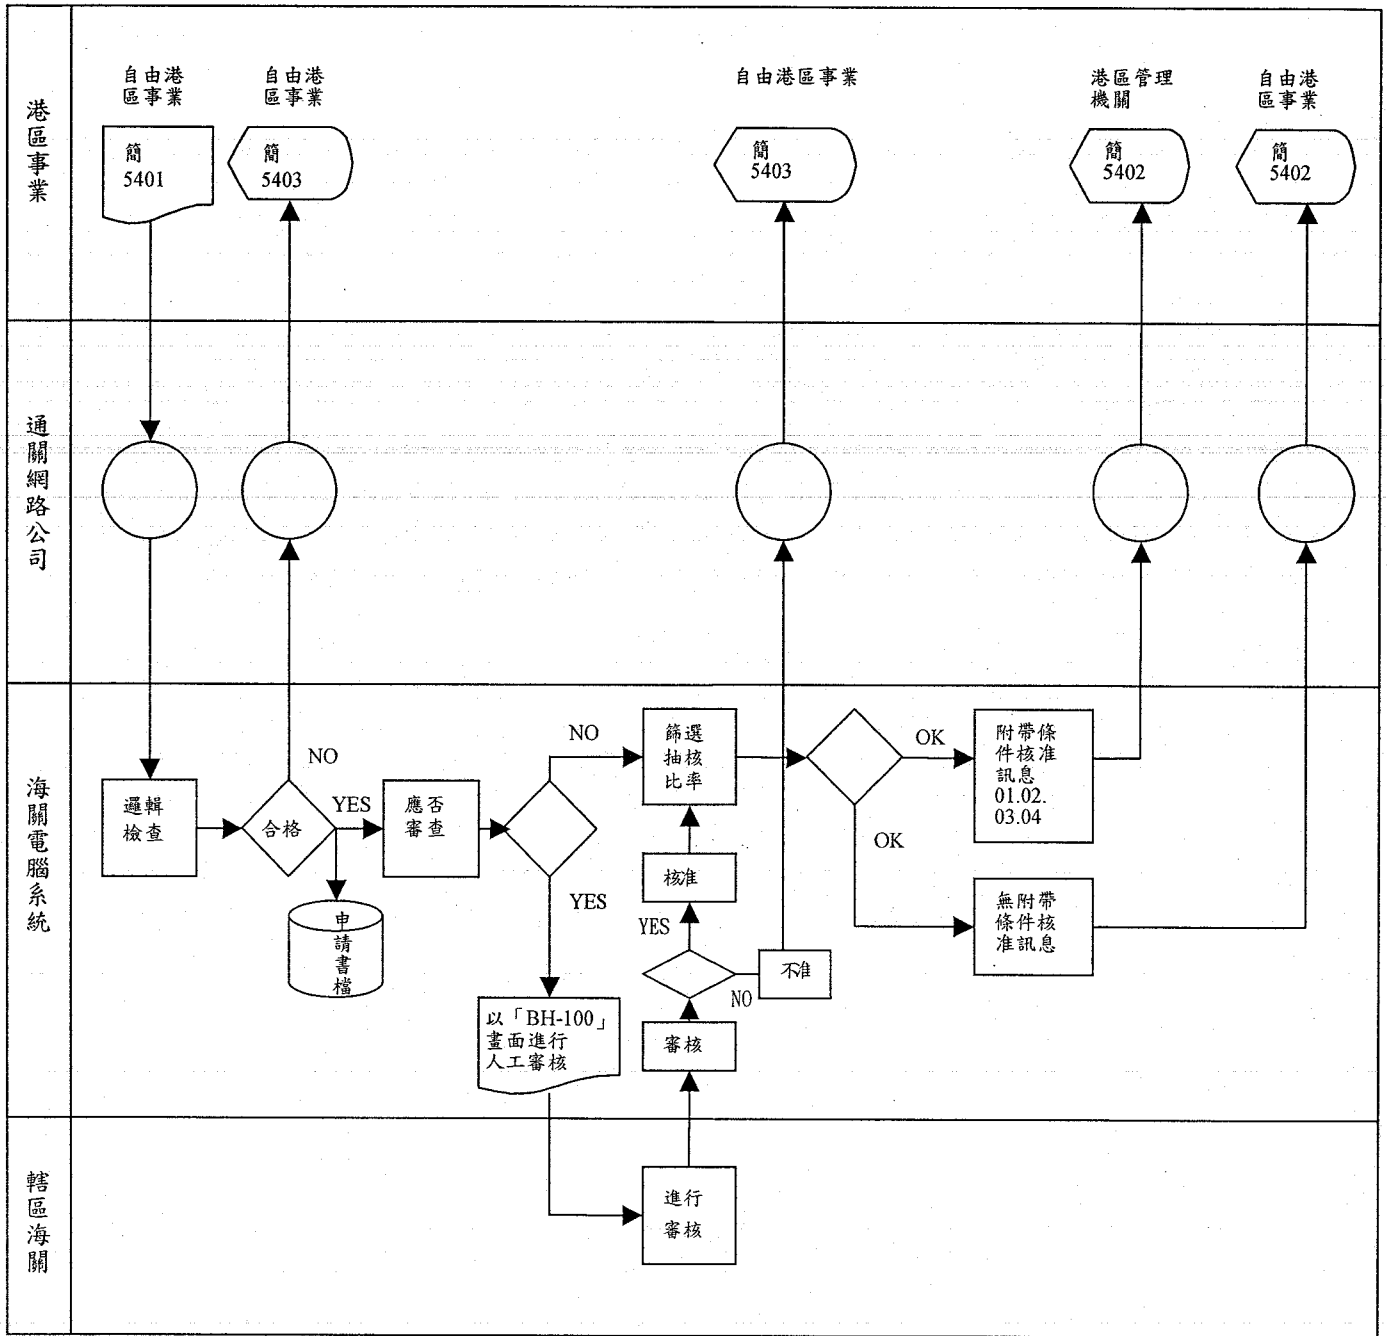 港區事業
自由港
區事業
簡
5401
自由港
區事業
簡
5403
自由港區事業
簡
5403
港區管理
機關
簡
5402
自由港
區事業
簡
5402
通關網路公司
海關電腦系統
邏輯
檢查
NO
合格
YES
申請書檔
應否
審查
NO
YES
以「BH-100」
畫面進行
人工審核
篩選
抽核
比率
核准
YES
NO
不准
審核
OK
OK
附帶條
件核准
訊息
01.02.
03.04
無附帶
條件核
准訊息
轄區海關
進行
審核